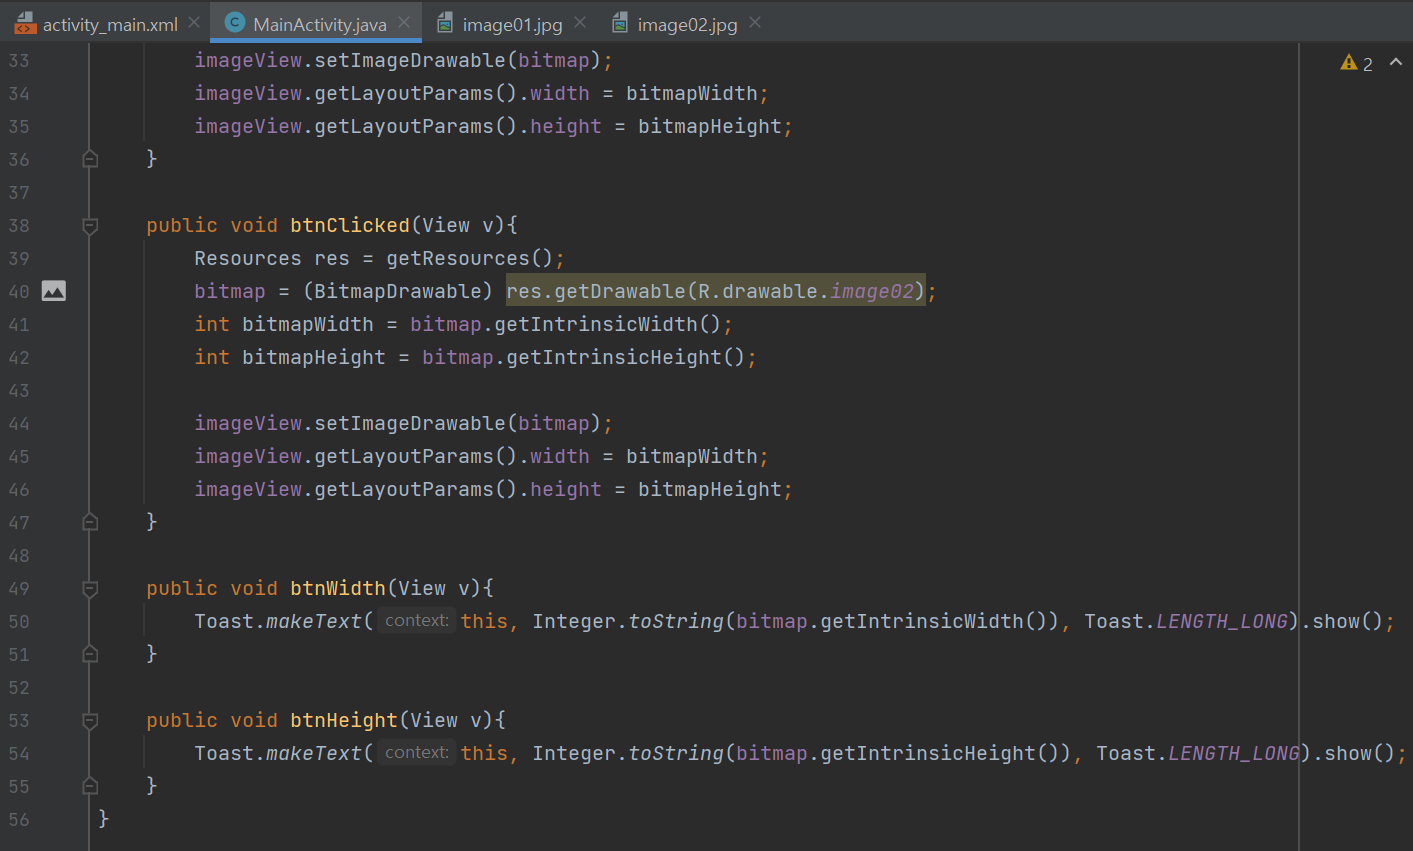 activity_main.xml MainActivity.java image01.jpg image02.jpg
33 imageView.setImageDrawable(bitmap); 2
34 imageView.getLayoutParams().width = bitmapWidth;
35 imageView.getLayoutParams().height = bitmapHeight;
36 }
37
38 public void btnClicked(View v){
39 Resources res = getResources();
40 bitmap = (BitmapDrawable) res.getDrawable(R.drawable.image02);
41 int bitmapWidth = bitmap.getIntrinsicWidth();
42 int bitmapHeight = bitmap.getIntrinsicHeight();
43
44 imageView.setImageDrawable(bitmap);
45 imageView.getLayoutParams().width = bitmapWidth;
46 imageView.getLayoutParams().height = bitmapHeight;
47 }
48
49 public void btnWidth(View v){
50 Toast.makeText( context: this, Integer.toString(bitmap.getIntrinsicWidth()), Toast.LENGTH_LONG).show();
51 }
52
53 public void btnHeight(View v){
54 Toast.makeText( context: this, Integer.toString(bitmap.getIntrinsicHeight()), Toast.LENGTH_LONG).show();
55 }
56 }